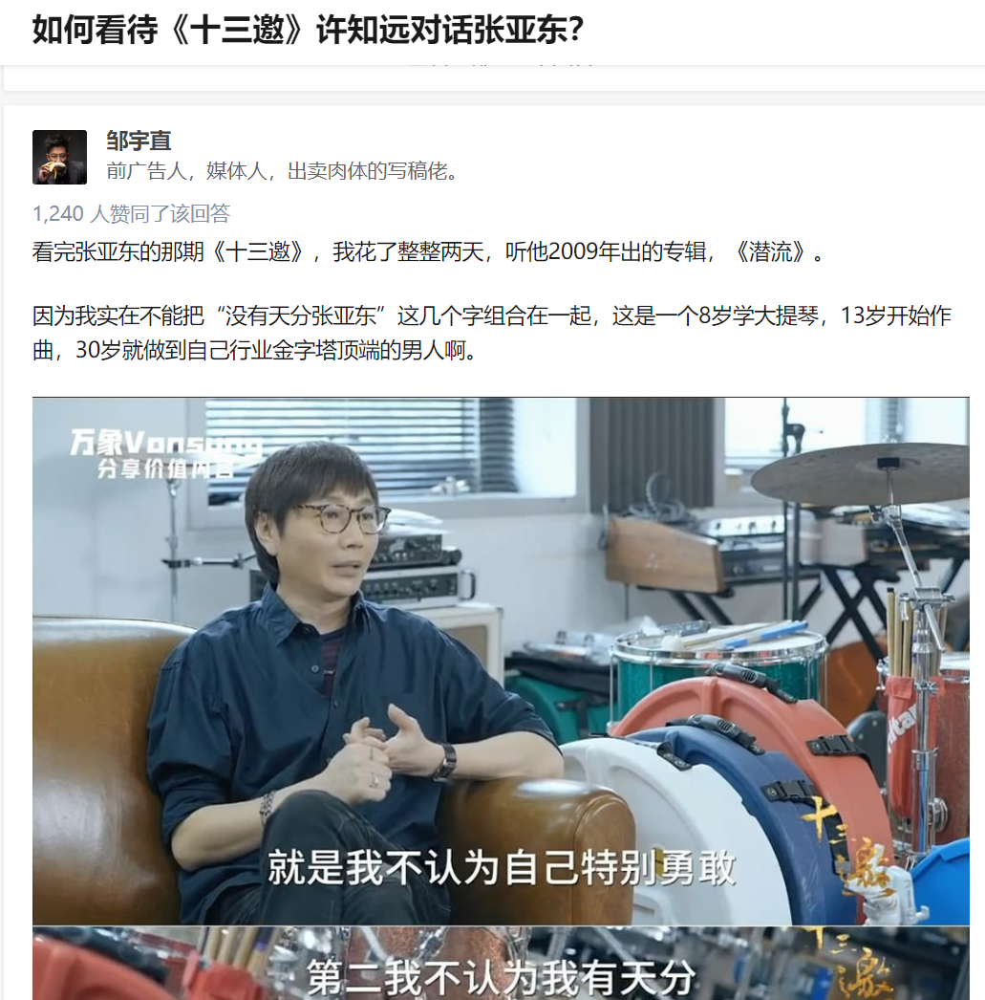 如何看待《十三邀》许知远对话张亚东？
邹宇直
前广告人，媒体人，出卖肉体的写稿佬。
1,240 人赞同了该回答
看完张亚东的那期《十三邀》，我花了整整两天，听他2009年出的专辑，《潜流》。
因为我实在不能把“没有天分张亚东”这几个字组合在一起，这是一个8岁学大提琴，13岁开始作
曲，30岁就做到自己行业金字塔顶端的男人啊。
万象Vansung
分享价值内容
就是我不认为自己特别勇敢
十三邀
第二我不认为我有天分
十三邀